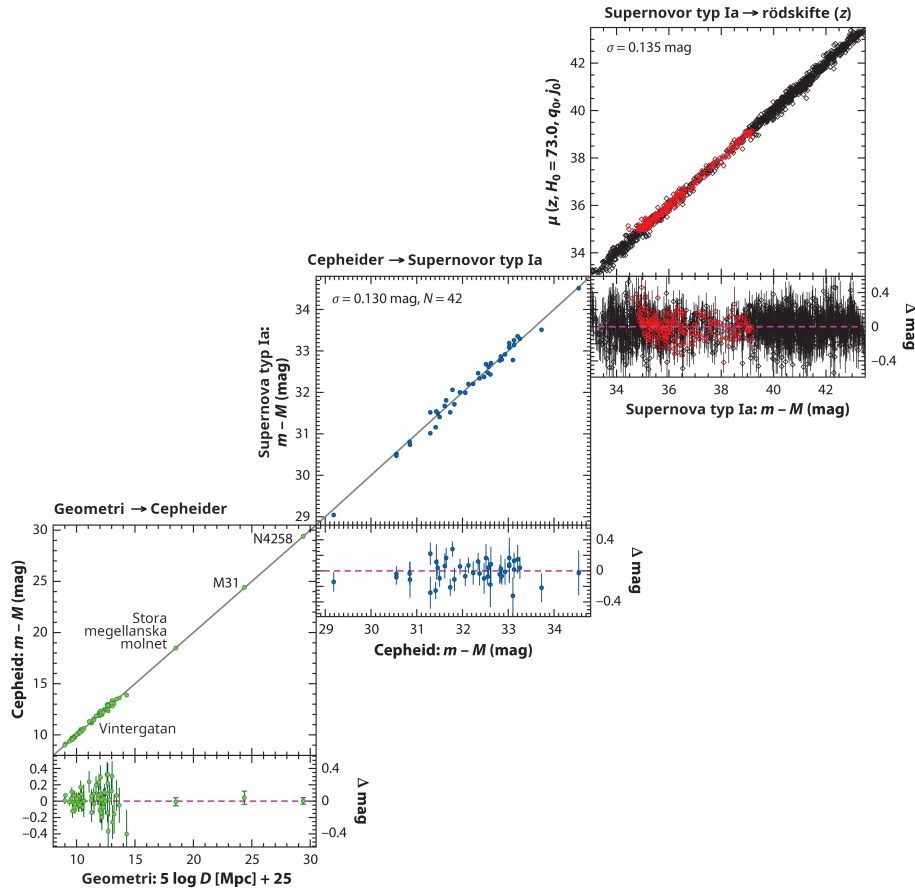 Supernovor typ Ia → rödskifte (z)
σ = 0.135 mag
μ (z, H₀ = 73.0, q₀, j₀)
42
40
38
36
34
0.4
0
−0.4
Δ mag
34 36 38 40 42
Supernova typ Ia: m – M (mag)
Cepheider → Supernovor typ Ia
σ = 0.130 mag, N = 42
Supernova typ Ia:
m – M (mag)
34
33
32
31
30
29
0.4
0
−0.4
Δ mag
29 30 31 32 33 34
Cepheid: m – M (mag)
Geometri → Cepheider
N4258
M31
Stora
megellanska
molnet
Vintergatan
Cepheid: m – M (mag)
30
25
20
15
10
0.4 0.4
0.2
0 0
−0.2
−0.4 −0.4
Δ mag
10 15 20 25 30
Geometri: 5 log D [Mpc] + 25